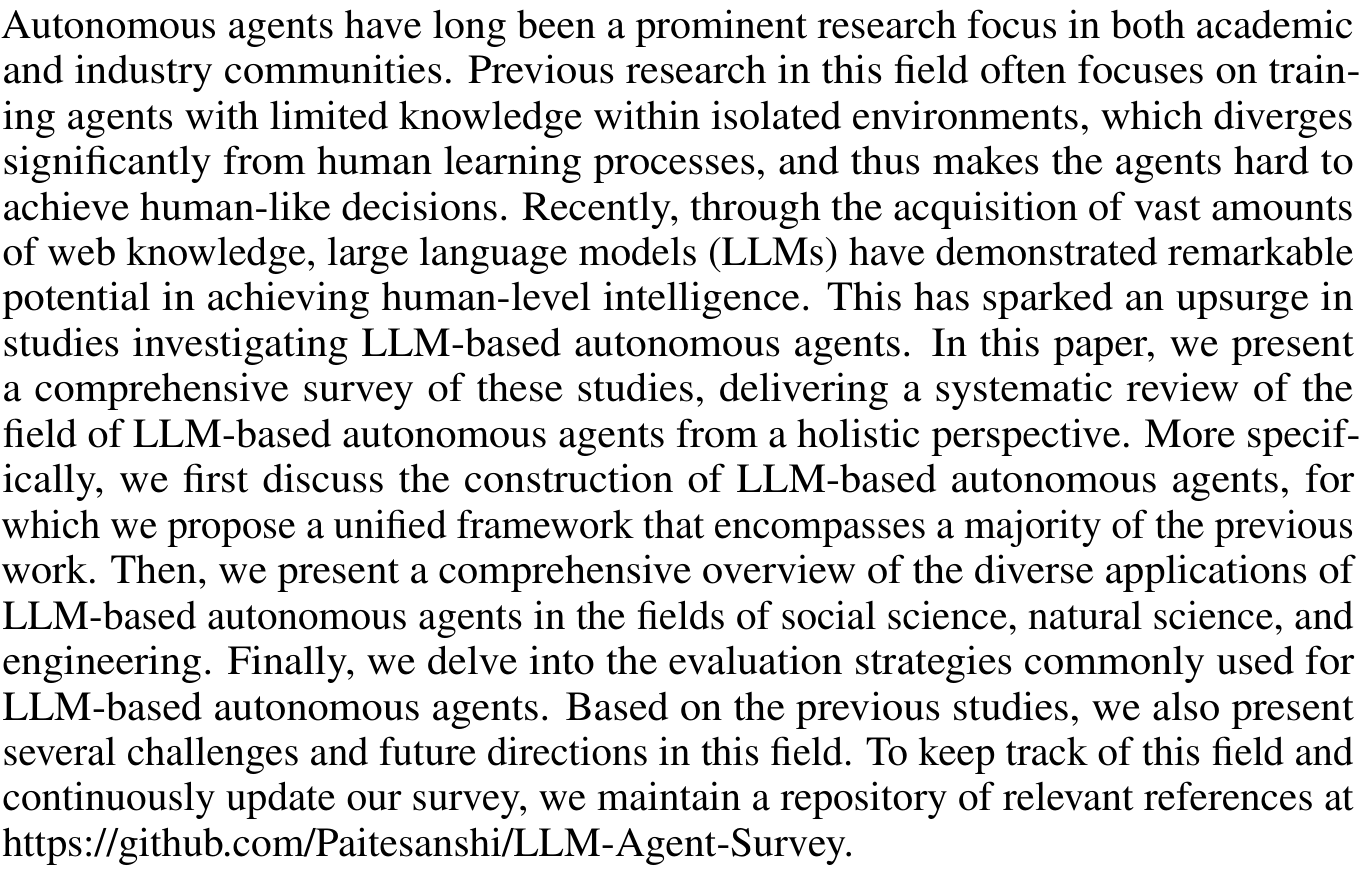 Autonomous agents have long been a prominent research focus in both academic
and industry communities. Previous research in this field often focuses on train-
ing agents with limited knowledge within isolated environments, which diverges
significantly from human learning processes, and thus makes the agents hard to
achieve human-like decisions. Recently, through the acquisition of vast amounts
of web knowledge, large language models (LLMs) have demonstrated remarkable
potential in achieving human-level intelligence. This has sparked an upsurge in
studies investigating LLM-based autonomous agents. In this paper, we present
a comprehensive survey of these studies, delivering a systematic review of the
field of LLM-based autonomous agents from a holistic perspective. More specif-
ically, we first discuss the construction of LLM-based autonomous agents, for
which we propose a unified framework that encompasses a majority of the previous
work. Then, we present a comprehensive overview of the diverse applications of
LLM-based autonomous agents in the fields of social science, natural science, and
engineering. Finally, we delve into the evaluation strategies commonly used for
LLM-based autonomous agents. Based on the previous studies, we also present
several challenges and future directions in this field. To keep track of this field and
continuously update our survey, we maintain a repository of relevant references at
https://github.com/Paitesanshi/LLM-Agent-Survey.